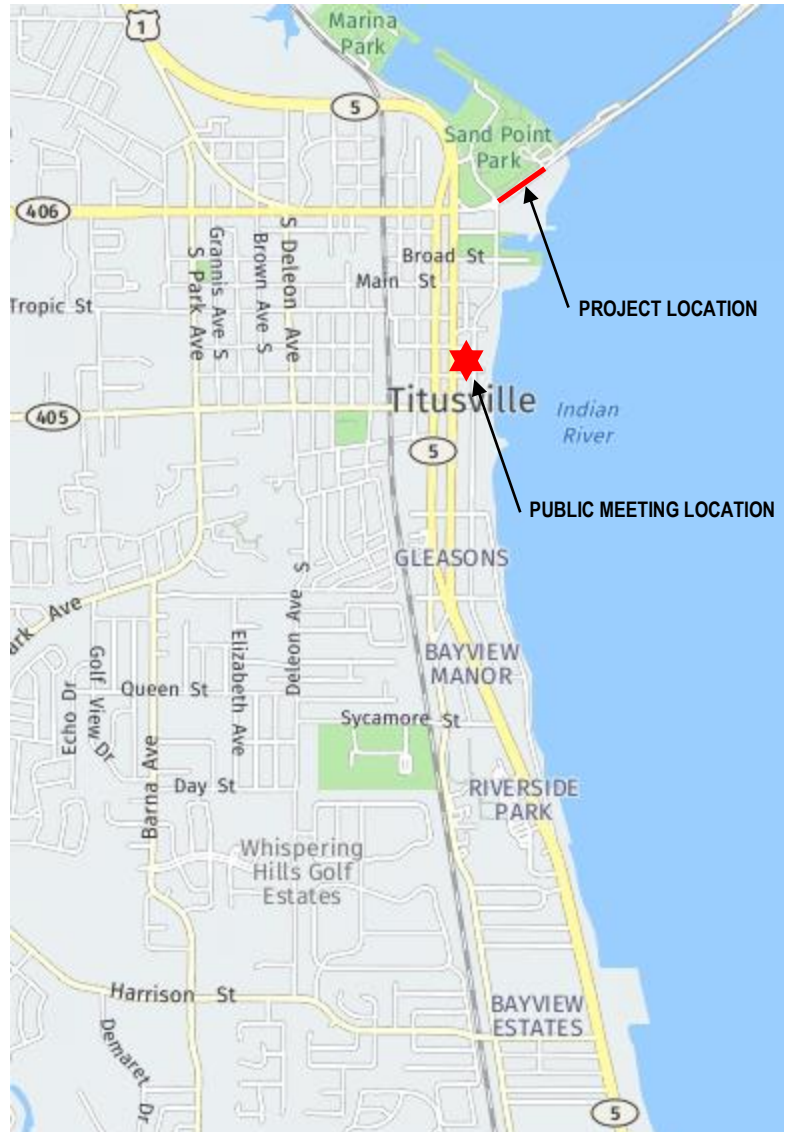 1
Marina
Park
5
Sand Point
Park
406
S Deleon Ave
Grannis Ave S
Brown Ave S
S Park Ave
Broad St
Main St
Tropic St
PROJECT LOCATION
Titusville
Indian
River
405
5
PUBLIC MEETING LOCATION
GLEASONS
Deleon Ave S
ark Ave
Elizabeth Ave
Golf View Dr
Echo Dr
BAYVIEW
MANOR
Queen St
Sycamore St
Barna Ave
Day St
RIVERSIDE
PARK
Whispering
Hills Golf
Estates
Harrison St
BAYVIEW
ESTATES
Demaret Dr
5